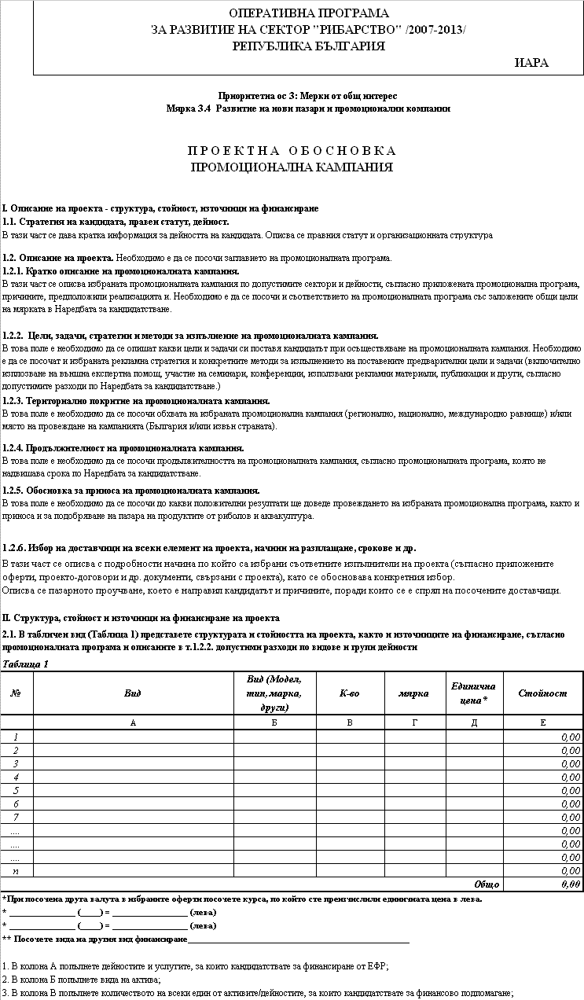 ОПЕРАТИВНА ПРОГРАМА
ЗА РАЗВИТИЕ НА СЕКТОР "РИБАРСТВО" /2007-2013/
РЕПУБЛИКА БЪЛГАРИЯ
ИАРА
Приоритетна ос 3: Мерки от общ интерес
Мярка 3.4 Развитие на нови пазари и промоционални компании
П Р О Е К Т Н А О Б О С Н О В К А
ПРОМОЦИОНАЛНА КАМПАНИЯ
I. Описание на проекта - структура, стойност, източници на финансиране
1.1. Стратегия на кандидата, правен статут, дейност.
В тази част се дава кратка информация за дейността на кандидата. Описва се правния статут и организационната структура
1.2. Описание на проекта. Необходимо е да се посочи заглавието на промоционалната програма.
1.2.1. Кратко описание на промоционалната кампания.
В тази част се описва избраната промоционалната кампания по допустимите сектори и дейности, съгласно приложената промоционална програма,
причините, предположили реализацията и. Необходимо е да се посочи и съответствието на промоционалната програма със заложените общи цели
на мярката в Наредбата за кандидатстване.
1.2.2. Цели, задачи, стратегии и методи за изпълнение на промоционалната кампания.
В това поле е необходимо да се опишат какви цели и задачи си поставя кандидатът при осъществяване на промоционалната кампания. Необходимо
е да се посочат и избраната рекламна стратегия и конкретните методи за изпълнението на поставените предварителни цели и задачи (включително
използване на външна експертна помощ, участие на семинари, конференции, използвани рекламни материали, публикации и други, съгласно
допустимите разходи по Наредбата за кандидатстване.)
1.2.3. Териториално покритие на промоционалната кампания.
В това поле е необходимо да се посочи обхвата на избраната промоционална кампания (регионално, национално, международно равнище) и/или
място на провеждане на кампанията (България и/или извън страната).
1.2.4. Продължителност на промоционалната кампания.
В това поле е необходимо да се посочи продължителността на промоционалната кампания, съгласно промоционалната програма, която не
надвишава срока по Наредбата за кандидатстване.
1.2.5. Обосновка за приноса на промоционалната кампания.
В това поле е необходимо да се посочи до какви положителни резултати ще доведе провеждането на избраната промоционална програма, както и
приноса и за подобряване на пазара на продуктите от риболов и аквакултура.
1.2.6. Избор на доставчици на всеки елемент на проекта, начини на разплащане, срокове и др.
В тази част се описва с подробности начина по който са избрани съответните изпълнители на проекта (съгласно приложените
оферти, проекто-договори и др. документи, свързани с проекта), като се обосновава конкретния избор.
Описва се пазарното проучване, което е направил кандидатът и причините, поради които се е спрял на посочените доставчици.
II. Структура, стойност и източници на финансиране на проекта
2.1. В табличен вид (Таблица 1) представете структурата и стойността на проекта, както и източниците на финансиране, съгласно
промоционалната програма и описаните в т.1.2.2. допустими разходи по видове и групи дейности
Таблица 1
№ Вид Вид (Модел, тип,марка, други) К-во мярка Единична цена* Стойност
А Б В Г Д Е
1 0,00
2 0,00
3 0,00
4 0,00
5 0,00
6 0,00
7 0,00
.... 0,00
.... 0,00
.... 0,00
n 0,00
Общо 0,00
*При посочена друга валута в избраните оферти посочете курса, по който сте преизчислили единичната цена в лева.
* ______________ (____) = ________________ (лева)
* ______________ (____) = ________________ (лева)
** Посочете вида на другия вид финансиране_______________________________________________
1. В колона А попълнете дейностите и услугите, за които кандидатствате за финансиране от ЕФР;
2. В колона Б попълнете вида на актива;
3. В колона В попълнете количеството на всеки един от активите/дейностите, за които кандидатствате за финансово подпомагане;